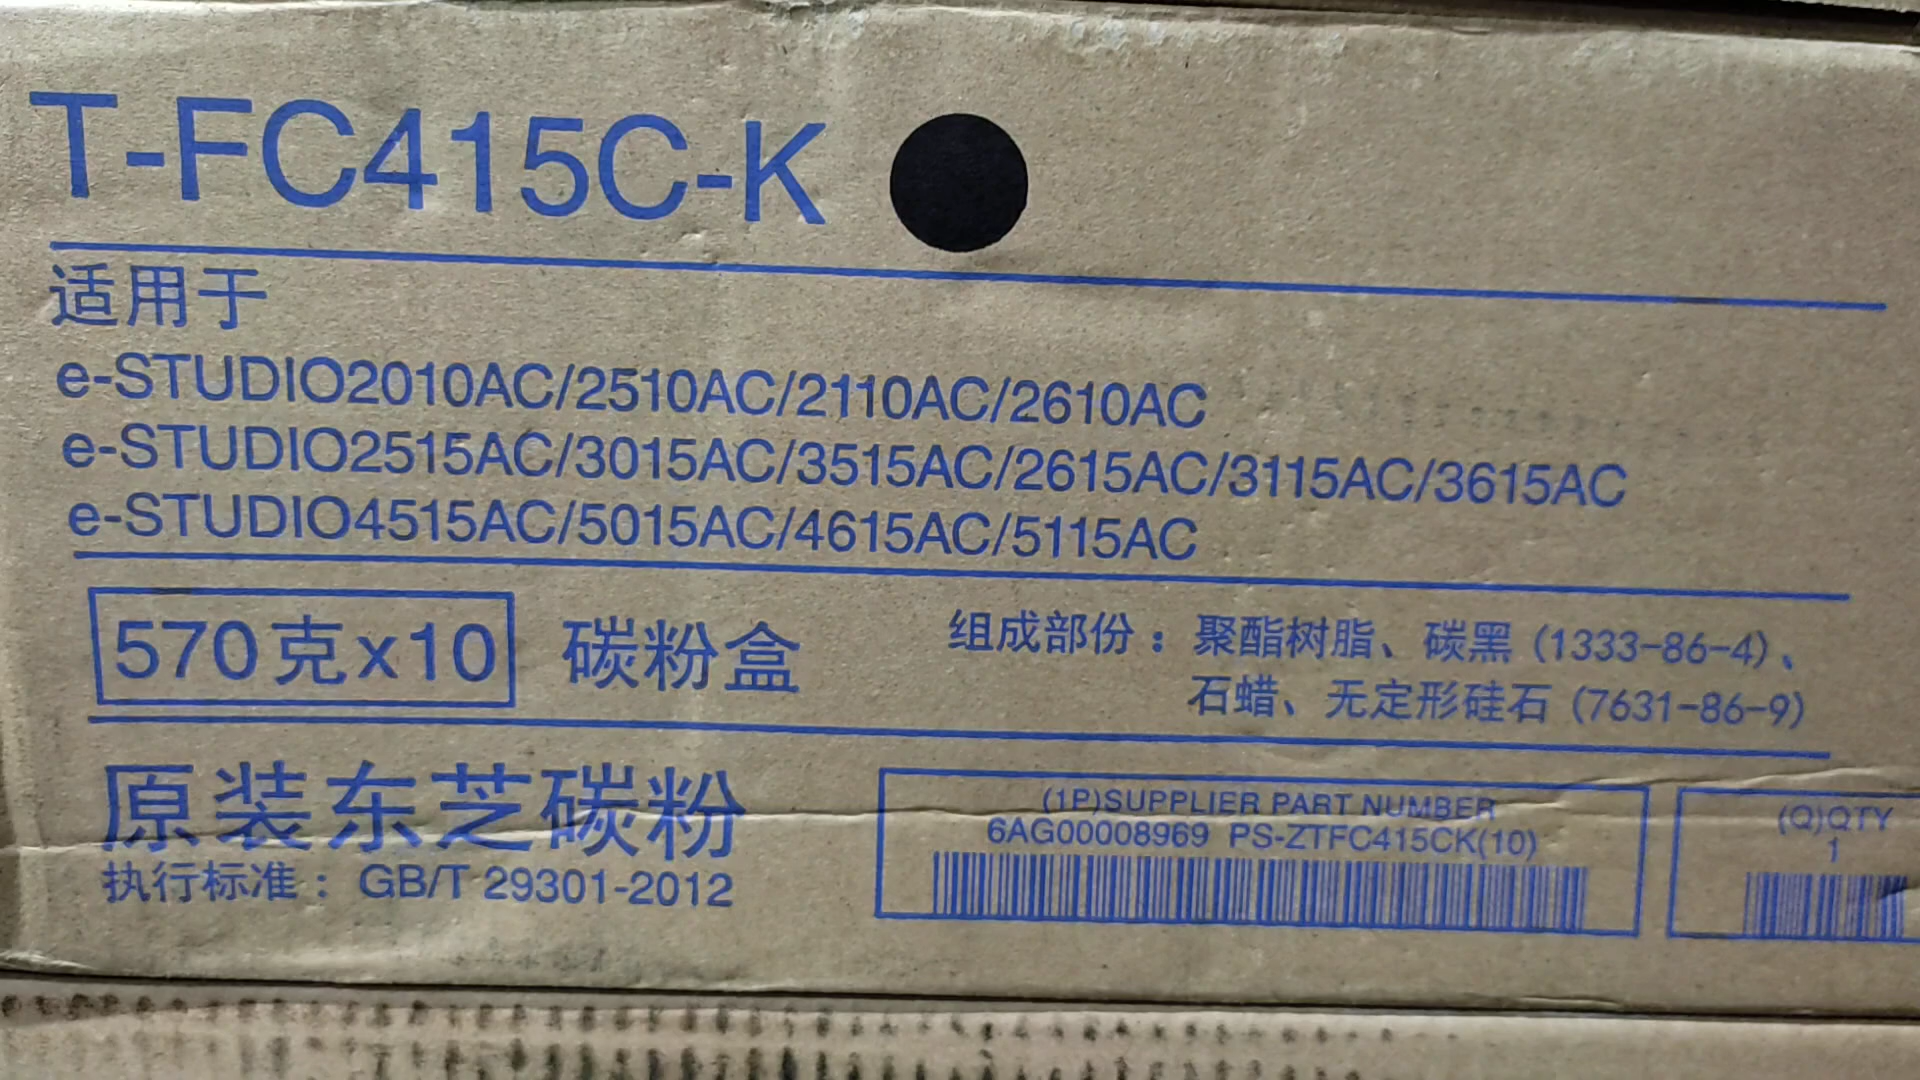 T-FC415C-K
适用于
e-STUDIO2010AC/2510AC/2110AC/2610AC
e-STUDIO2515AC/3015AC/3515AC/2615AC/3115AC/3615AC
e-STUDIO4515AC/5015AC/4615AC/5115AC
570克x10 碳粉盒
组成部份：聚酯树脂、碳黑 (1333-86-4)、
石蜡、无定形硅石 (7631-86-9)
原装东芝碳粉
执行标准：GB/T 29301-2012
(1P)SUPPLIER PART NUMBER
6AG00008969 PS-ZTFC415CK(10)
(Q)QTY
1